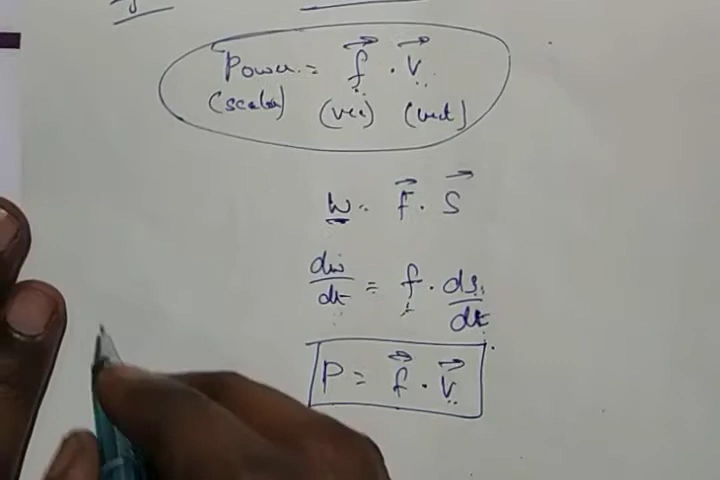 Power = f⃗ . v⃗
(scalar) (vec) (vect)
W = F⃗ . S⃗
dw/dt = f . ds/dt
P = f⃗ . v⃗